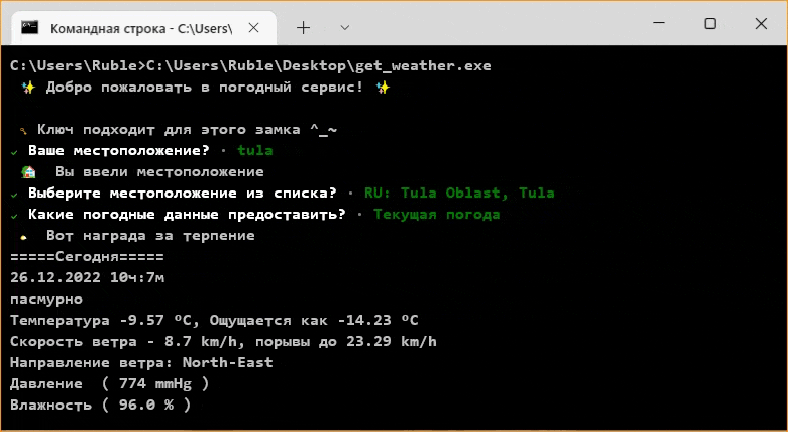 Командная строка - C:\Users\
C:\Users\Ruble>C:\Users\Ruble\Desktop\get_weather.exe
✨ Добро пожаловать в погодный сервис! ✨
Ключ подходит для этого замка ^_~
✓ Ваше местоположение? · tula
🏡 Вы ввели местоположение
✓ Выберите местоположение из списка? · RU: Tula Oblast, Tula
✓ Какие погодные данные предоставить? · Текущая погода
Вот награда за терпение
=====Сегодня=====
26.12.2022 10ч:7м
пасмурно
Температура -9.57 ºC, Ощущается как -14.23 ºC
Скорость ветра - 8.7 km/h, порывы до 23.29 km/h
Направление ветра: North-East
Давление  ( 774 mmHg )
Влажность ( 96.0 % )